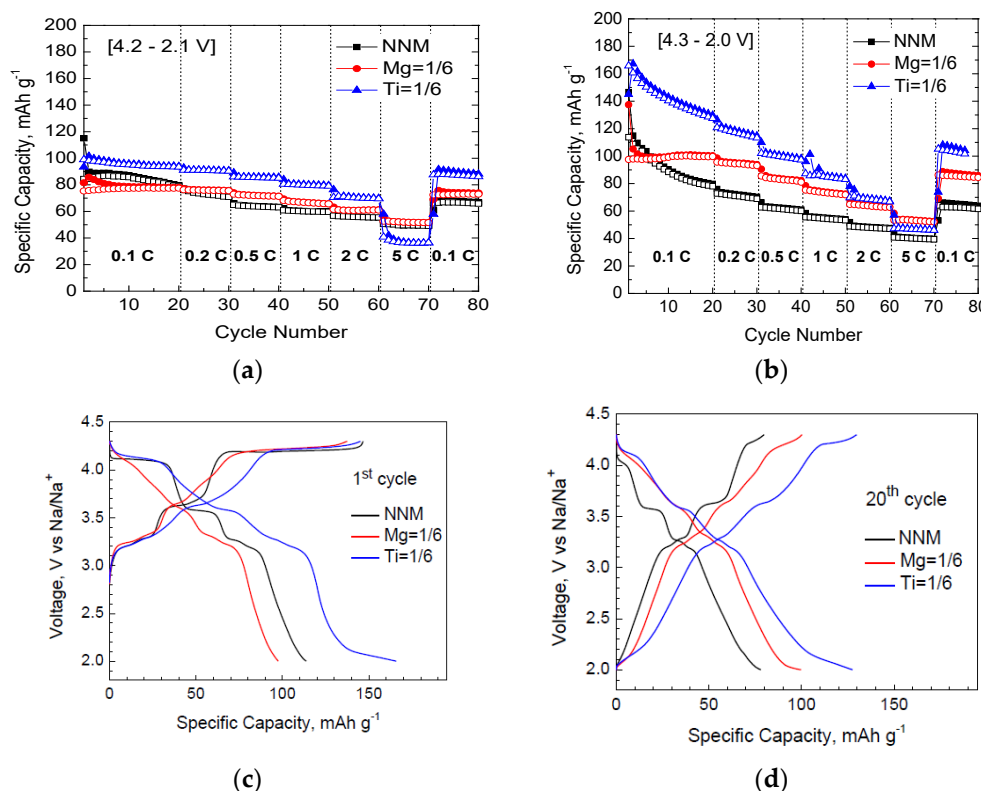 [4.2 - 2.1 V]
NNM
Mg=1/6
Ti=1/6
Specific Capacity, mAh g⁻¹
200
180
160
140
120
100
80
60
40
20
0
0.1 C 0.2 C 0.5 C 1 C 2 C 5 C 0.1 C
10 20 30 40 50 60 70 80
Cycle Number
(a)
[4.3 - 2.0 V]
NNM
Mg=1/6
Ti=1/6
Specific Capacity, mAh g⁻¹
200
180
160
140
120
100
80
60
40
20
0
0.1 C 0.2 C 0.5 C 1 C 2 C 5 C 0.1 C
10 20 30 40 50 60 70 80
Cycle Number
(b)
Voltage, V vs Na/Na⁺
4.5
4.0
3.5
3.0
2.5
2.0
1ˢᵗ cycle
NNM
Mg=1/6
Ti=1/6
0 50 100 150
Specific Capacity, mAh g⁻¹
(c)
Voltage, V vs Na/Na⁺
4.5
4.0
3.5
3.0
2.5
2.0
20ᵗʰ cycle
NNM
Mg=1/6
Ti=1/6
0 50 100 150
Specific Capacity, mAh g⁻¹
(d)